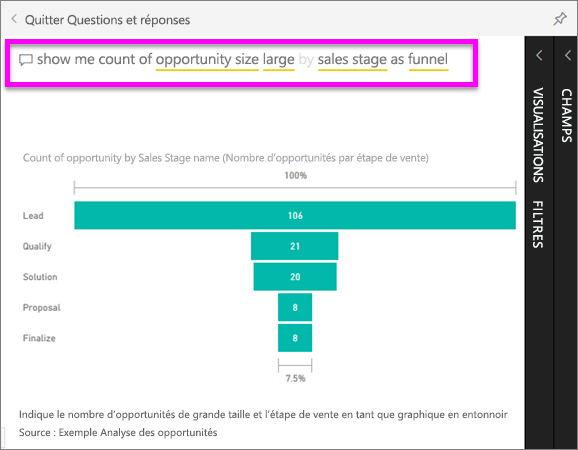 Quitter Questions et réponses
show me count of opportunity size large by sales stage as funnel
VISUALISATIONS
FILTRES
CHAMPS
Count of opportunity by Sales Stage name (Nombre d'opportunités par étape de vente)
100%
Lead 106
Qualify 21
Solution 20
Proposal 8
Finalize 8
7.5%
Indique le nombre d'opportunités de grande taille et l'étape de vente en tant que graphique en entonnoir
Source : Exemple Analyse des opportunités